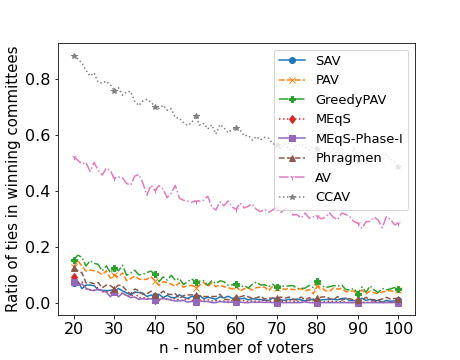 Ratio of ties in winning committees
0.8
0.6
0.4
0.2
0.0
20 30 40 50 60 70 80 90 100
n - number of voters
SAV
PAV
GreedyPAV
MEqS
MEqS-Phase-I
Phragmen
AV
CCAV